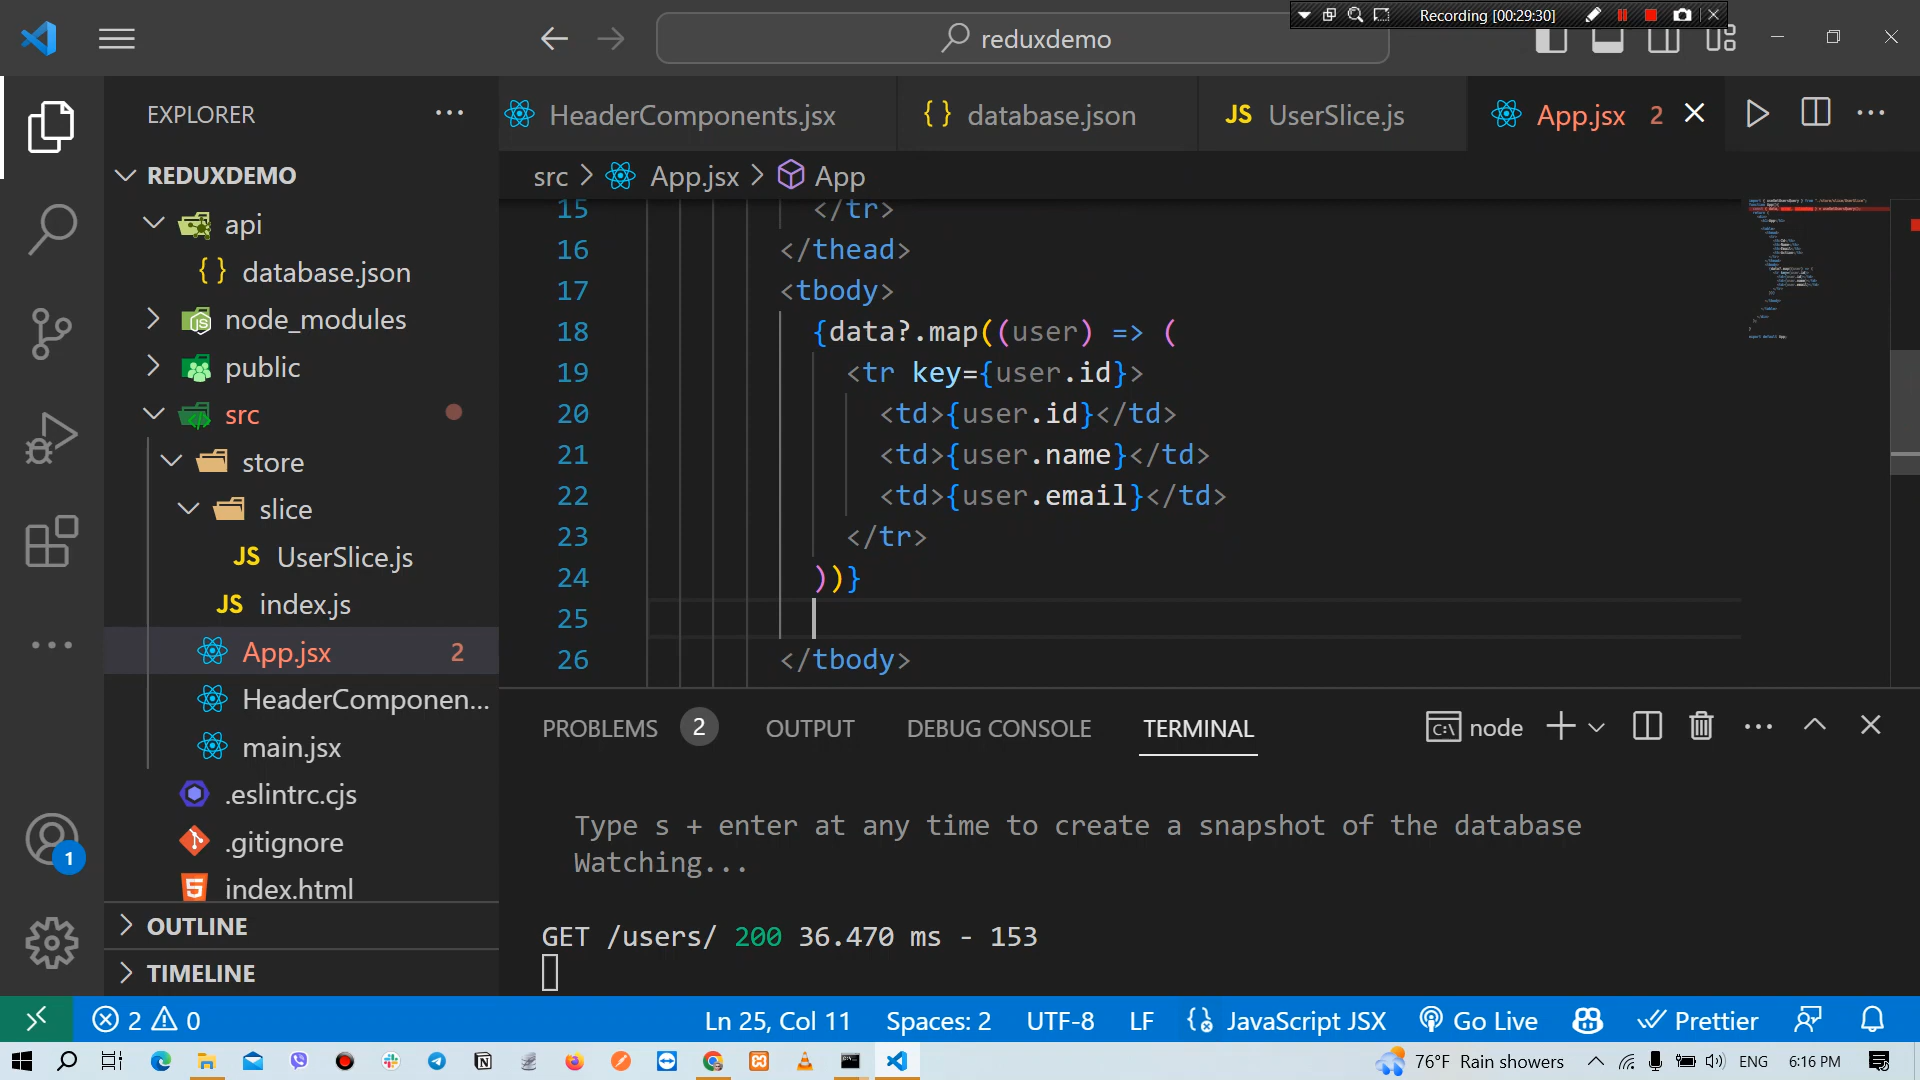 Recording [00:29:30]
reduxdemo
EXPLORER
HeaderComponents.jsx
{} database.json
JS UserSlice.js
App.jsx 2
src > App.jsx > App
REDUXDEMO
api
{} database.json
node_modules
public
src
store
slice
JS UserSlice.js
JS index.js
App.jsx 2
HeaderComponen...
main.jsx
.eslintrc.cjs
.gitignore
index.html
OUTLINE
TIMELINE
1
15 </tr>
16 </thead>
17 <tbody>
18 {data?.map((user) => (
19 <tr key={user.id}>
20 <td>{user.id}</td>
21 <td>{user.name}</td>
22 <td>{user.email}</td>
23 </tr>
24 ))}
25
26 </tbody>
PROBLEMS 2 OUTPUT DEBUG CONSOLE TERMINAL
node
Type s + enter at any time to create a snapshot of the database
Watching...
GET /users/ 200 36.470 ms - 153
2 0
Ln 25, Col 11 Spaces: 2 UTF-8 LF JavaScript JSX Go Live Prettier
76°F Rain showers ENG 6:16 PM